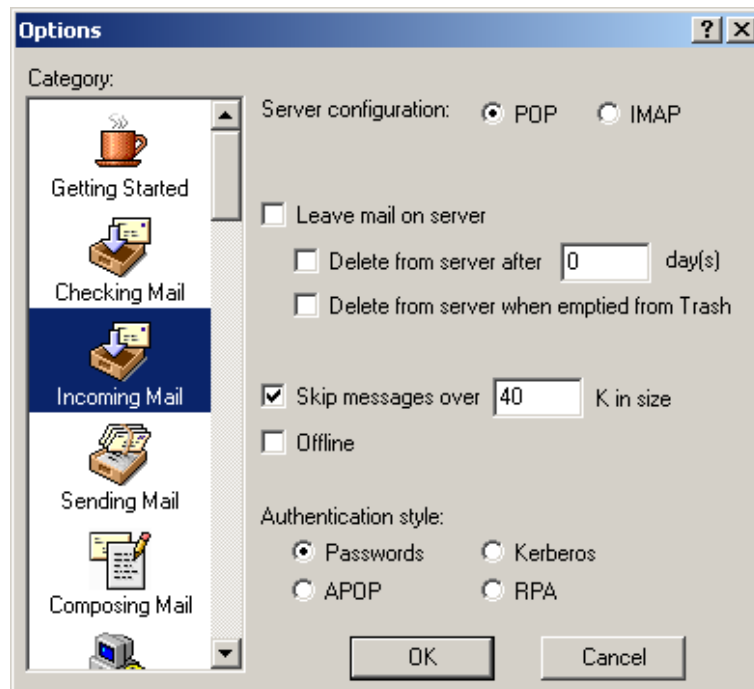 Options
Category:
Getting Started
Checking Mail
Incoming Mail
Sending Mail
Composing Mail
Server configuration: POP IMAP
Leave mail on server
Delete from server after 0 day(s)
Delete from server when emptied from Trash
Skip messages over 40 K in size
Offline
Authentication style:
Passwords Kerberos
APOP RPA
OK Cancel